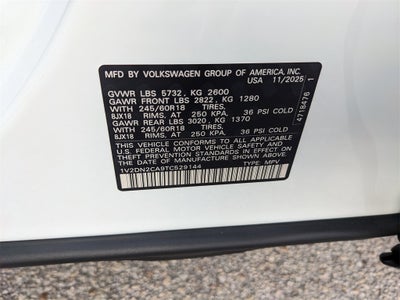 MFD BY VOLKSWAGEN GROUP OF AMERICA, INC.
USA 11/2025
GVWR LBS 5732, KG 2600
GAWR FRONT LBS 2822, KG 1280
WITH 245/60R18 TIRES,
8JX18 RIMS. AT 250 KPA, 36 PSI COLD
GAWR REAR LBS 3020, KG 1370
WITH 245/60R18 TIRES,
8JX18 RIMS. AT 250 KPA, 36 PSI COLD
THIS VEHICLE CONFORMS TO ALL APPLICABLE
FEDERAL MOTOR VEHICLE SAFETY STANDARDS IN EFFECT ON
THE DATE OF MANUFACTURE SHOWN ABOVE.
1V2DN2CA9TC529144 TYPE: MPV
4718476 1